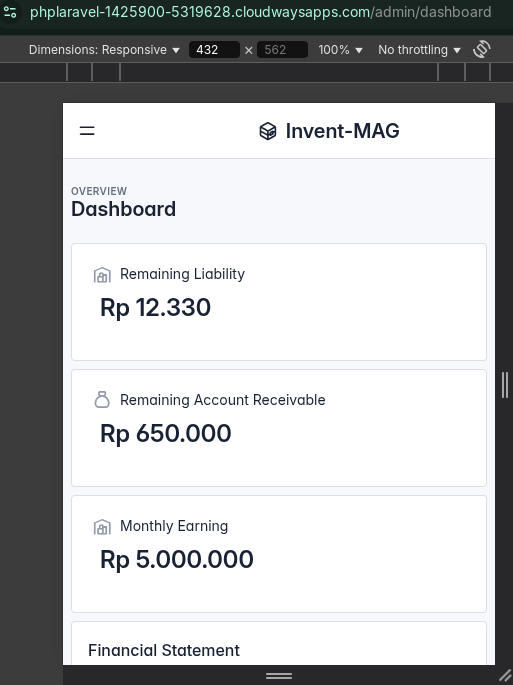 phplaravel-1425900-5319628.cloudwaysapps.com/admin/dashboard
Dimensions: Responsive 432 × 562 100% No throttling
Invent-MAG
OVERVIEW
Dashboard
Remaining Liability
Rp 12.330
Remaining Account Receivable
Rp 650.000
Monthly Earning
Rp 5.000.000
Financial Statement